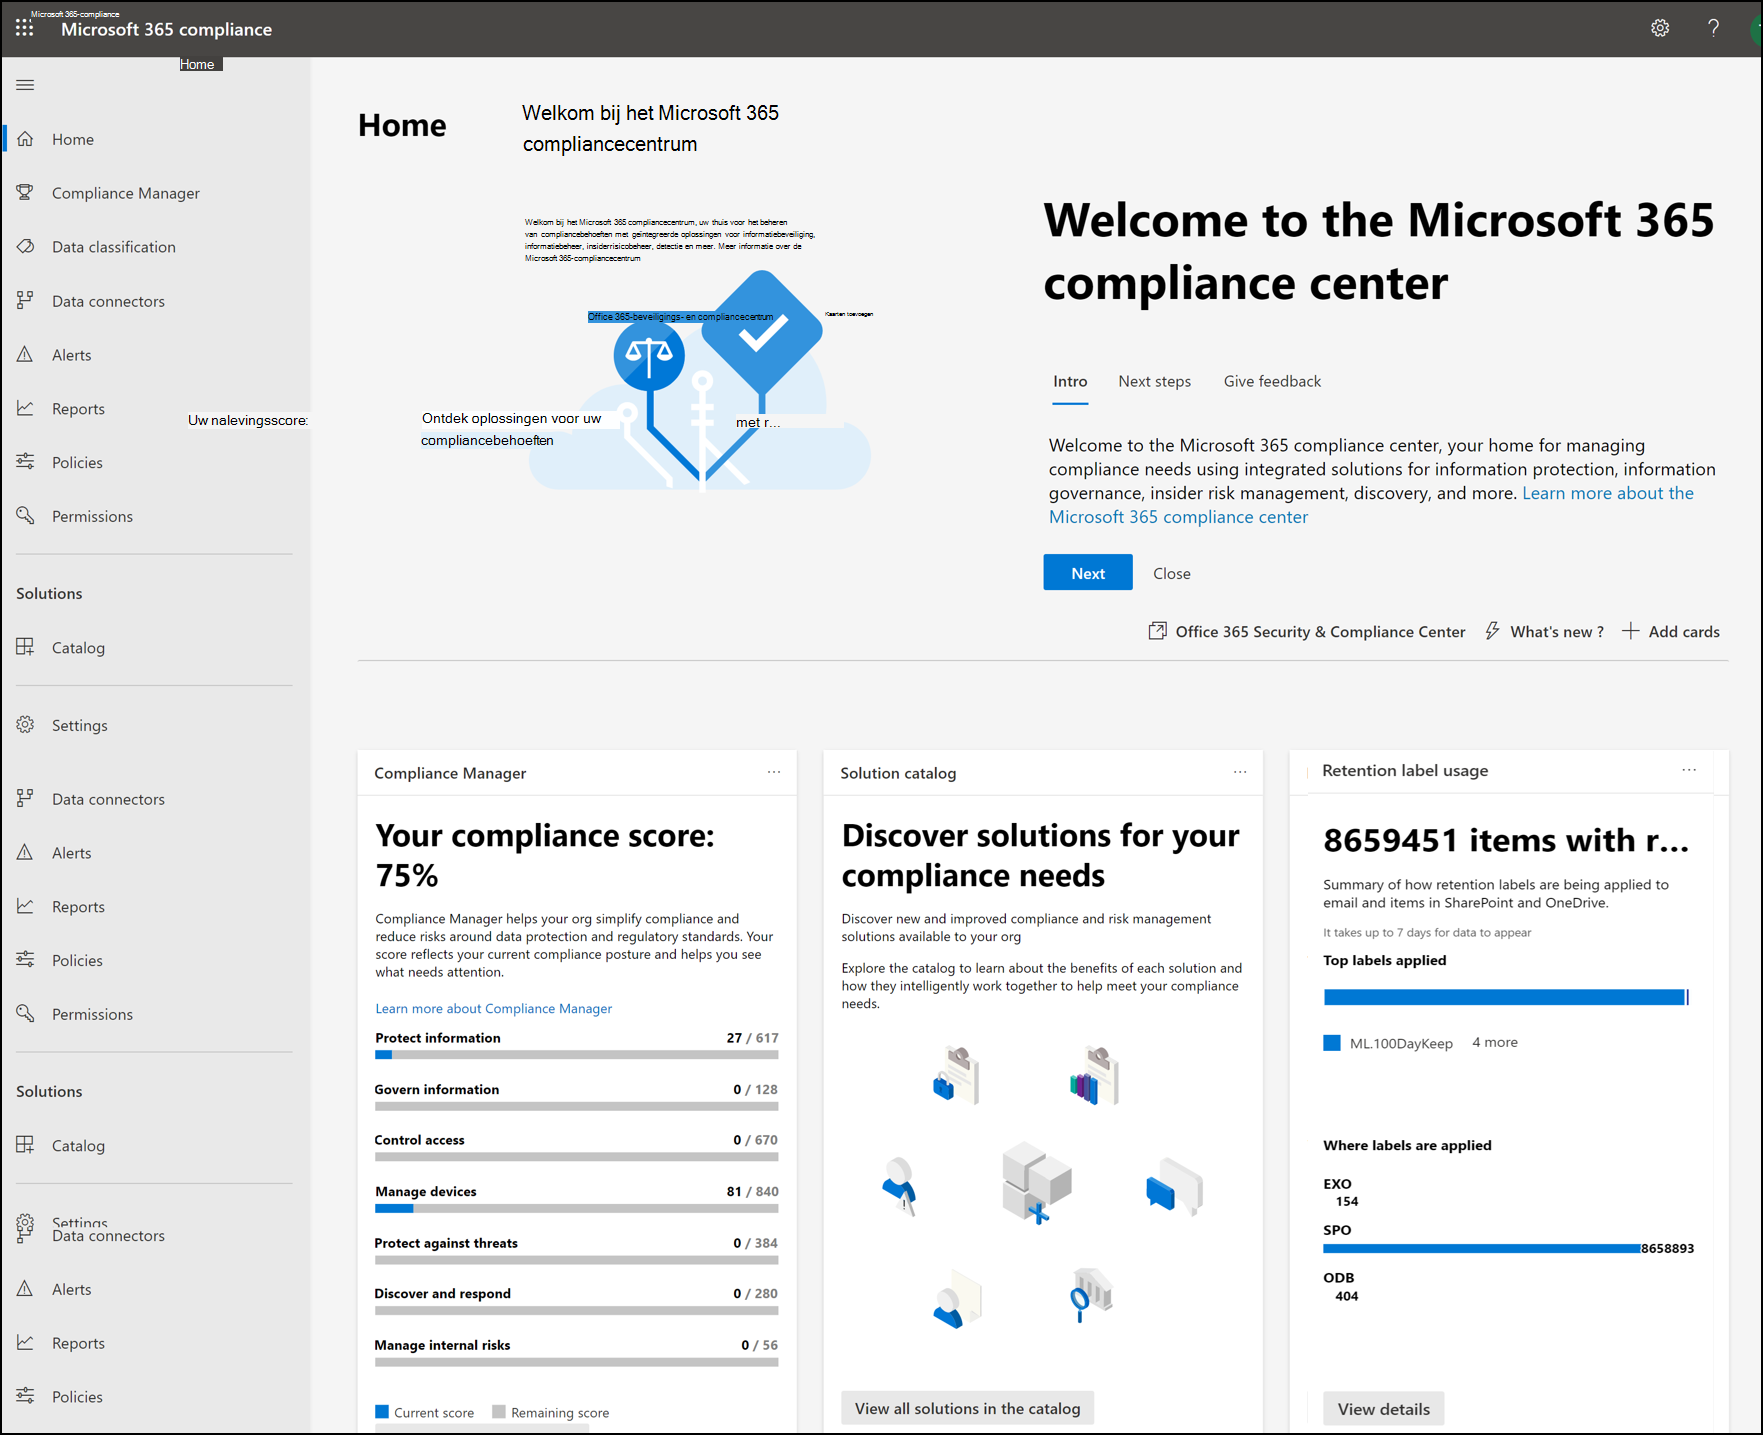 Microsoft 365-compliance
Microsoft 365 compliance
?
Home
Home
Compliance Manager
Data classification
Data connectors
Alerts
Reports
Uw nalevingsscore:
Policies
Permissions
Solutions
Catalog
Settings
Data connectors
Alerts
Reports
Policies
Permissions
Solutions
Catalog
Settings
Data connectors
Alerts
Reports
Policies
Home
Welkom bij het Microsoft 365
compliancecentrum
Welkom bij het Microsoft 365 compliancecentrum, uw thuis voor het beheren
van compliancebehoeften met geïntegreerde oplossingen voor informatiebeveiliging,
informatiebeheer, insiderrisicobeheer, detectie en meer. Meer informatie over de
Microsoft 365-compliancecentrum
Office 365-beveiligings- en compliancecentrum
Kaarten toevoegen
Ontdek oplossingen voor uw
compliancebehoeften
met r...
Welcome to the Microsoft 365
compliance center
Intro Next steps Give feedback
Welcome to the Microsoft 365 compliance center, your home for managing
compliance needs using integrated solutions for information protection, information
governance, insider risk management, discovery, and more. Learn more about the
Microsoft 365 compliance center
Next Close
Office 365 Security & Compliance Center What's new ? Add cards
Compliance Manager ...
Your compliance score:
75%
Compliance Manager helps your org simplify compliance and
reduce risks around data protection and regulatory standards. Your
score reflects your current compliance posture and helps you see
what needs attention.
Learn more about Compliance Manager
Protect information 27 / 617
Govern information 0 / 128
Control access 0 / 670
Manage devices 81 / 840
Protect against threats 0 / 384
Discover and respond 0 / 280
Manage internal risks 0 / 56
Current score Remaining score
Solution catalog ...
Discover solutions for your
compliance needs
Discover new and improved compliance and risk management
solutions available to your org
Explore the catalog to learn about the benefits of each solution and
how they intelligently work together to help meet your compliance
needs.
View all solutions in the catalog
Retention label usage ...
8659451 items with r...
Summary of how retention labels are being applied to
email and items in SharePoint and OneDrive.
It takes up to 7 days for data to appear
Top labels applied
ML.100DayKeep 4 more
Where labels are applied
EXO
154
SPO
8658893
ODB
404
View details